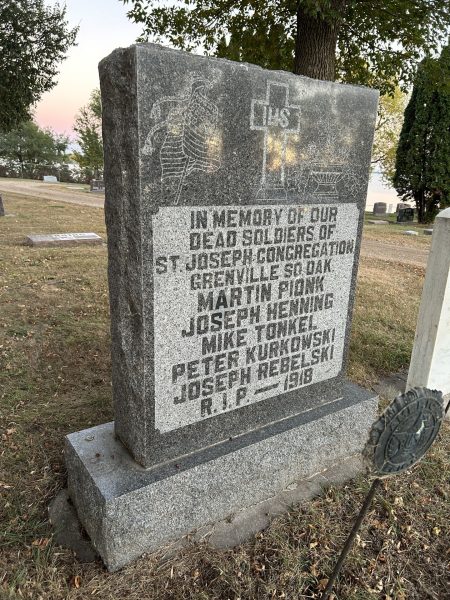 IHS
IN MEMORY OF OUR
DEAD SOLDIERS OF
ST. JOSEPH CONGREGATION
GRENVILLE SO DAK
MARTIN PIONK
JOSEPH HENNING
MIKE TONKEL
PETER KURKOWSKI
JOSEPH REBELSKI
R.I.P. — 1918